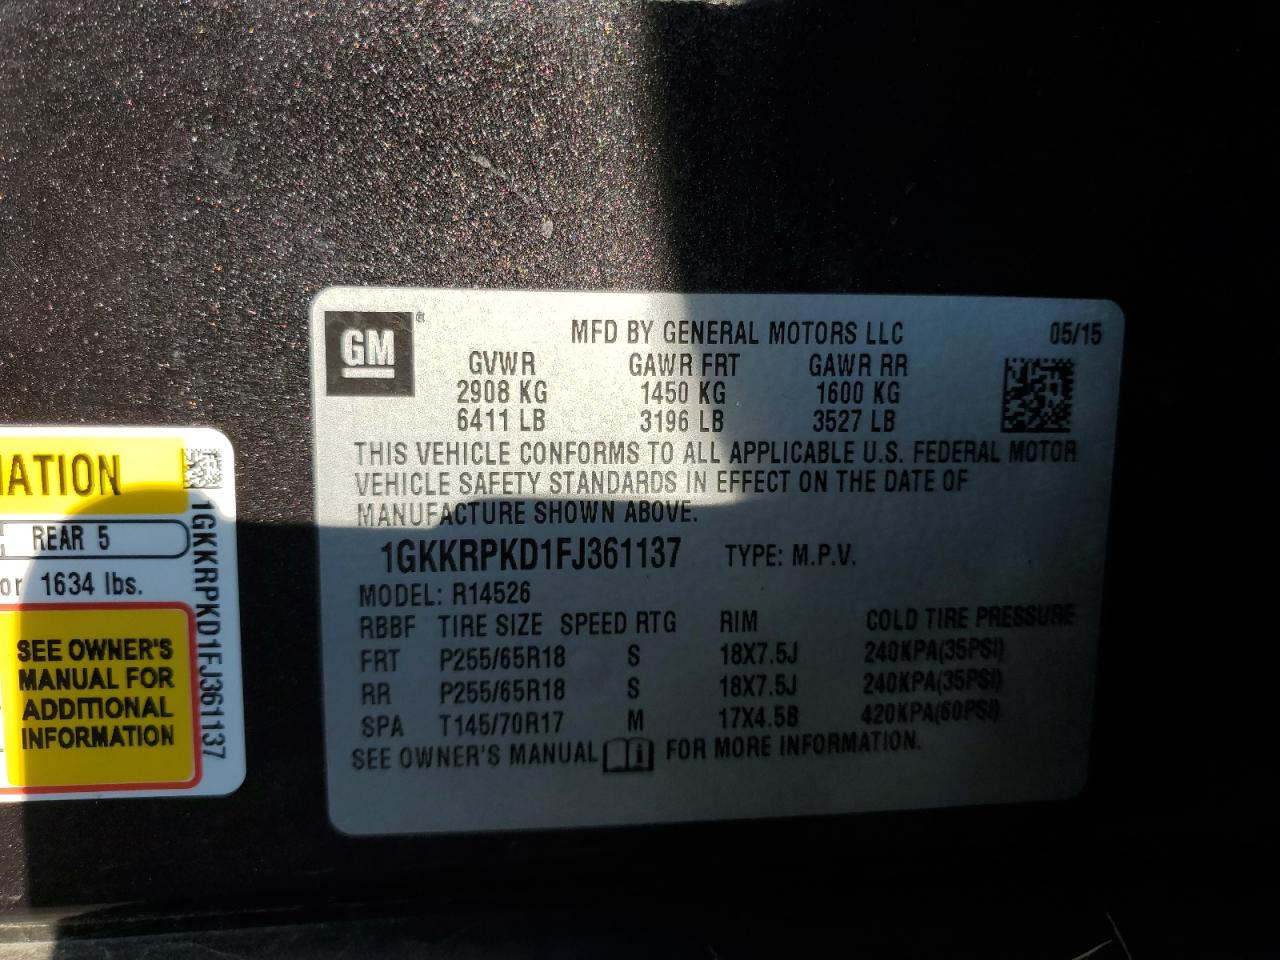 GM ®
MFD BY GENERAL MOTORS LLC 05/15
GVWR GAWR FRT GAWR RR
2908 KG 1450 KG 1600 KG
6411 LB 3196 LB 3527 LB
THIS VEHICLE CONFORMS TO ALL APPLICABLE U.S. FEDERAL MOTOR
VEHICLE SAFETY STANDARDS IN EFFECT ON THE DATE OF
MANUFACTURE SHOWN ABOVE.
1GKKRPKD1FJ361137 TYPE: M.P.V.
MODEL: R14526
RBBF TIRE SIZE SPEED RTG RIM COLD TIRE PRESSURE
FRT P255/65R18 S 18X7.5J 240KPA(35PSI)
RR P255/65R18 S 18X7.5J 240KPA(35PSI)
SPA T145/70R17 M 17X4.5B 420KPA(60PSI)
SEE OWNER'S MANUAL FOR MORE INFORMATION.
MATION
REAR 5
or 1634 lbs.
SEE OWNER'S
MANUAL FOR
ADDITIONAL
INFORMATION
1GKKRPKD1FJ361137